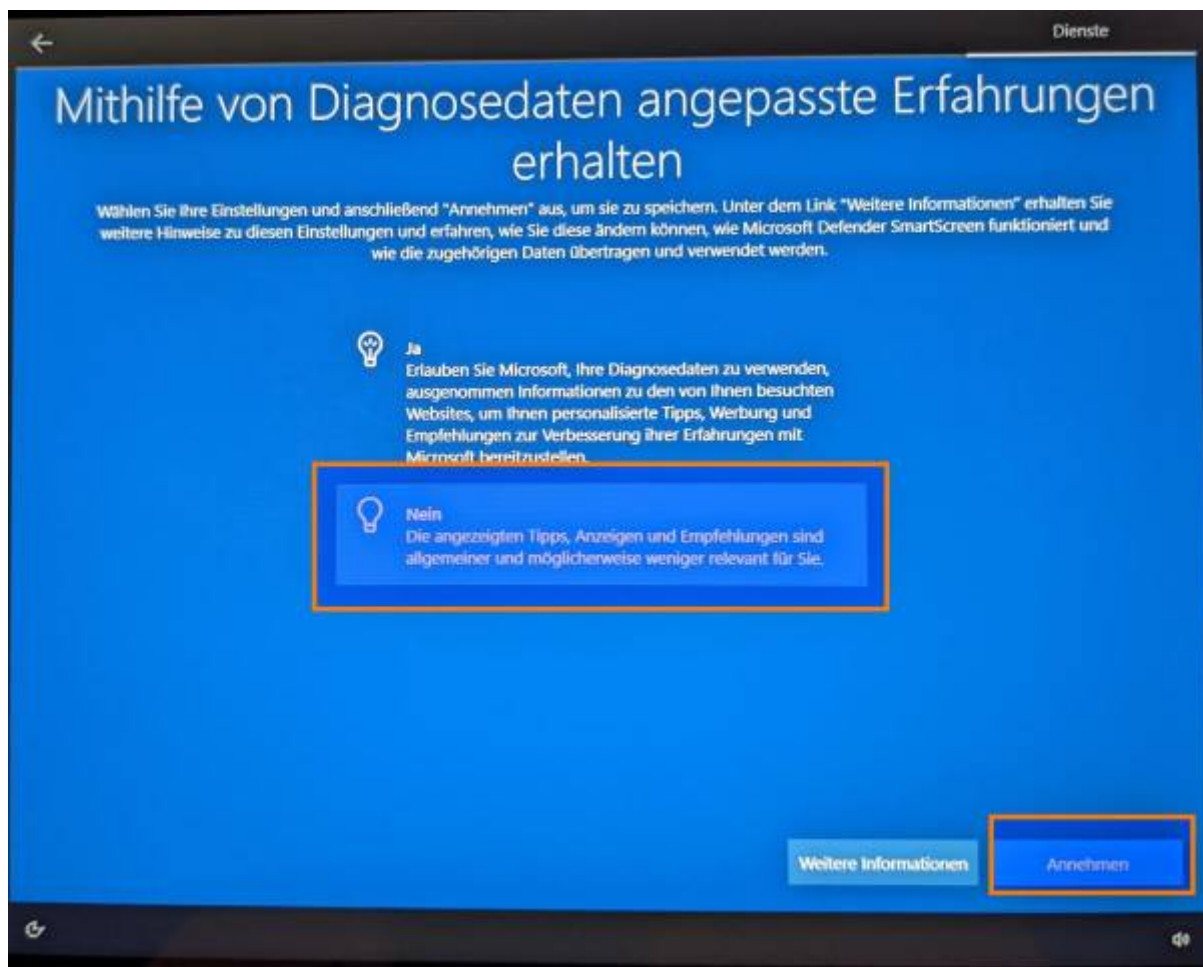 Dienste
Mithilfe von Diagnosedaten angepasste Erfahrungen
erhalten
Wählen Sie Ihre Einstellungen und anschließend "Annehmen" aus, um sie zu speichern. Unter dem Link "Weitere Informationen" erhalten Sie
weitere Hinweise zu diesen Einstellungen und erfahren, wie Sie diese ändern können, wie Microsoft Defender SmartScreen funktioniert und
wie die zugehörigen Daten übertragen und verwendet werden.
Ja
Erlauben Sie Microsoft, Ihre Diagnosedaten zu verwenden,
ausgenommen Informationen zu den von Ihnen besuchten
Websites, um Ihnen personalisierte Tipps, Werbung und
Empfehlungen zur Verbesserung ihrer Erfahrungen mit
Microsoft bereitzustellen.
Nein
Die angezeigten Tipps, Anzeigen und Empfehlungen sind
allgemeiner und möglicherweise weniger relevant für Sie.
Weitere Informationen
Annehmen